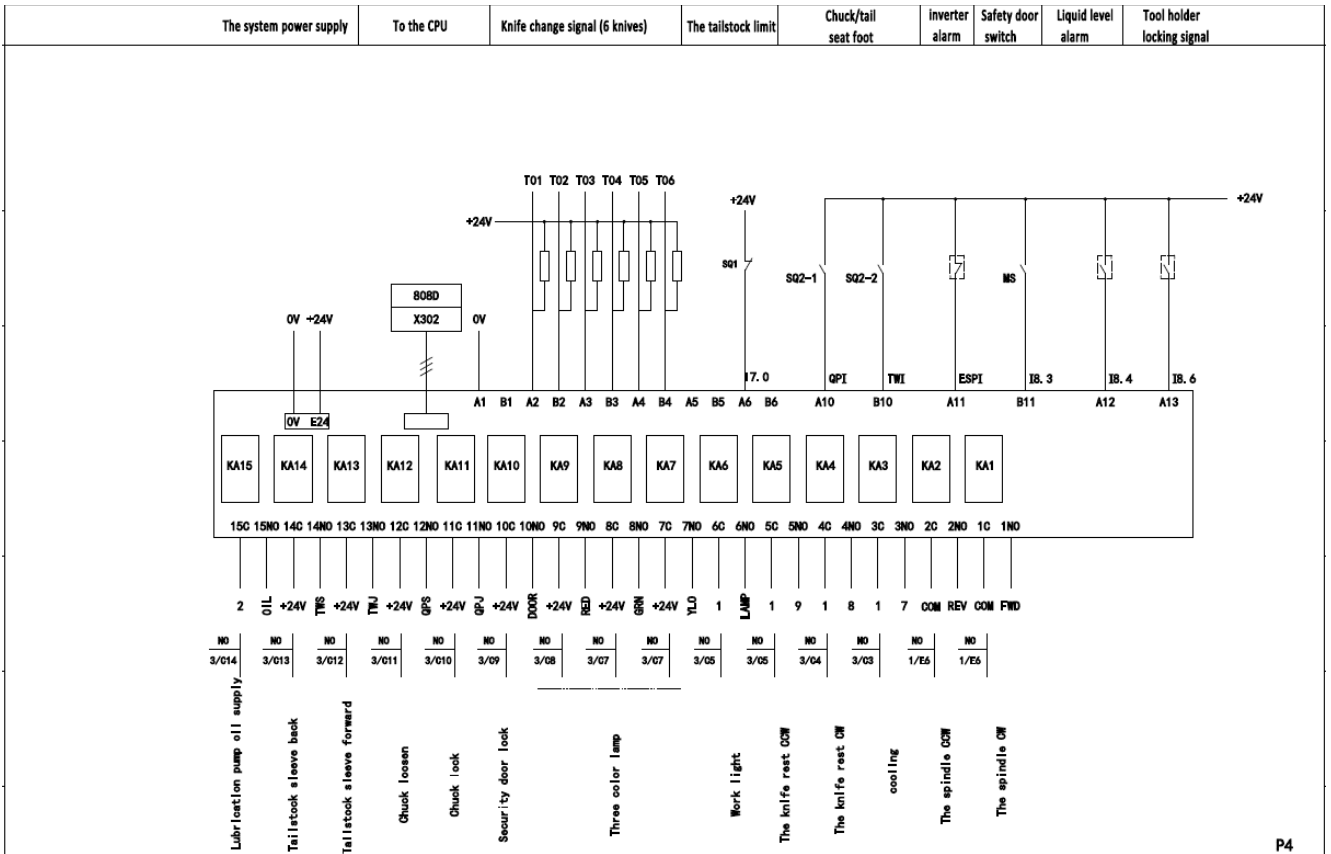 The system power supply
To the CPU
Knife change signal (6 knives)
The tailstock limit
Chuck/tail
seat foot
inverter
alarm
Safety door
switch
Liquid level
alarm
Tool holder
locking signal
T01 T02 T03 T04 T05 T06
+24V
+24V
+24V
SQ1
SQ2-1
SQ2-2
MS
808D
X302
0V +24V
0V
I7.0
QPI
TWI
ESPI
I8.3
I8.4
I8.6
A1 B1 A2 B2 A3 B3 A4 B4 A5 B5 A6 B6 A10 B10 A11 B11 A12 A13
0V E24
KA15 KA14 KA13 KA12 KA11 KA10 KA9 KA8 KA7 KA6 KA5 KA4 KA3 KA2 KA1
15C 15NO 14C 14NO 13C 13NO 12C 12NO 11C 11NO 10C 10NO 9C 9NO 8C 8NO 7C 7NO 6C 6NO 5C 5NO 4C 4NO 3C 3NO 2C 2NO 1C 1NO
2 OIL +24V TWS +24V TWJ +24V QPS +24V QPJ +24V DOOR +24V RED +24V GRN +24V YLO 1 LAMP 1 9 1 8 1 7 COM REV COM FWD
NO NO NO NO NO NO NO NO NO NO NO NO NO NO NO
3/C14 3/C13 3/C12 3/C11 3/C10 3/C9 3/C8 3/C7 3/C7 3/C5 3/C5 3/C4 3/C3 1/E6 1/E6
Lubrication pump oil supply
Tailstock sleeve back
Tailstock sleeve forward
Chuck loosen
Chuck lock
Security door lock
Three color lamp
Work light
The knife rest CCW
The knife rest CW
cooling
The spindle CCW
The spindle CW
P4